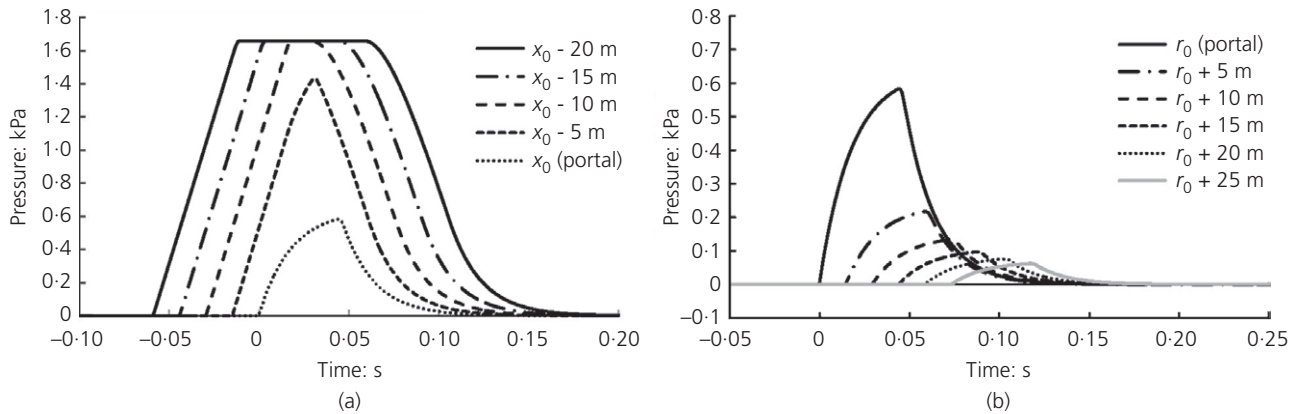 1·8
1·6
1·4
1·2
1·0
0·8
0·6
0·4
0·2
0
Pressure: kPa
–0·10
–0·05
0
0·05
0·10
0·15
0·20
Time: s
x0 - 20 m
x0 - 15 m
x0 - 10 m
x0 - 5 m
x0 (portal)
(a)
0·8
0·7
0·6
0·5
0·4
0·3
0·2
0·1
0
–0·1
Pressure: kPa
–0·05
0
0·05
0·10
0·15
0·20
0·25
Time: s
r0 (portal)
r0 + 5 m
r0 + 10 m
r0 + 15 m
r0 + 20 m
r0 + 25 m
(b)